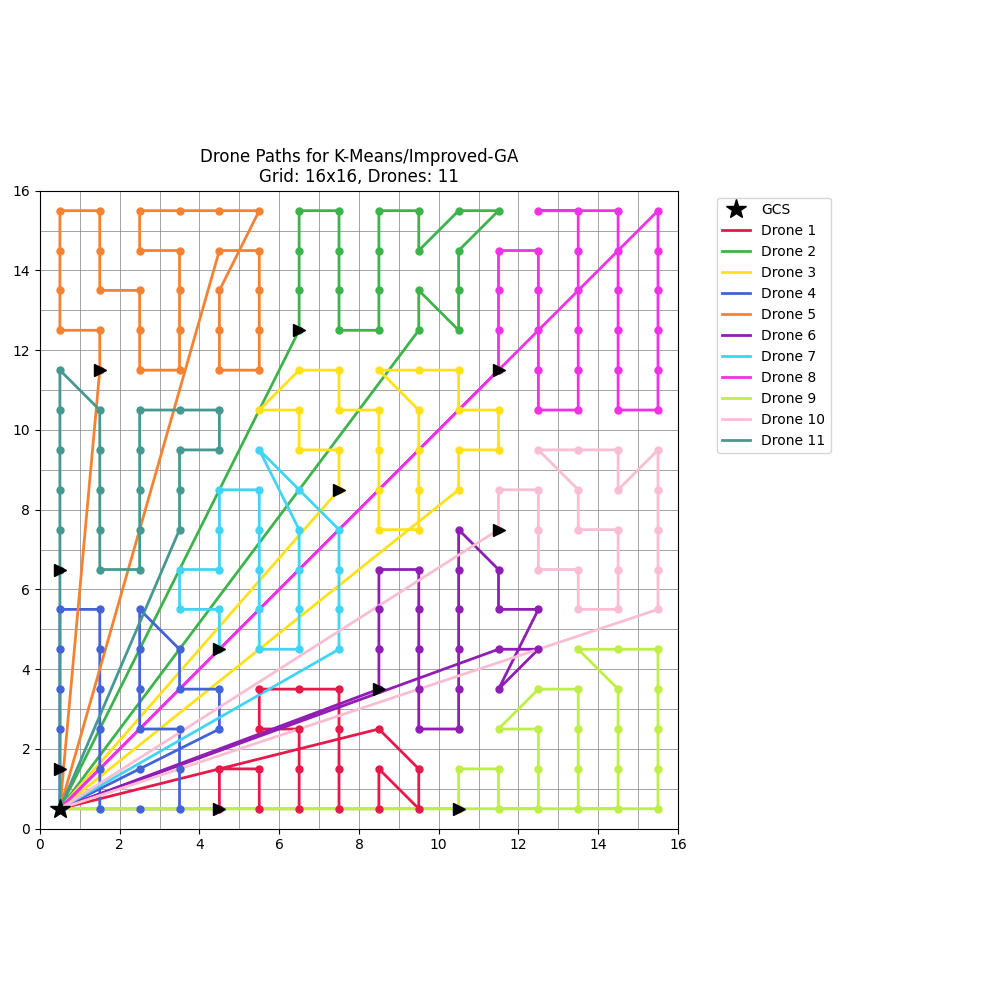 Drone Paths for K-Means/Improved-GA
Grid: 16x16, Drones: 11
16
14
12
10
8
6
4
2
0
0 2 4 6 8 10 12 14 16
GCS
Drone 1
Drone 2
Drone 3
Drone 4
Drone 5
Drone 6
Drone 7
Drone 8
Drone 9
Drone 10
Drone 11